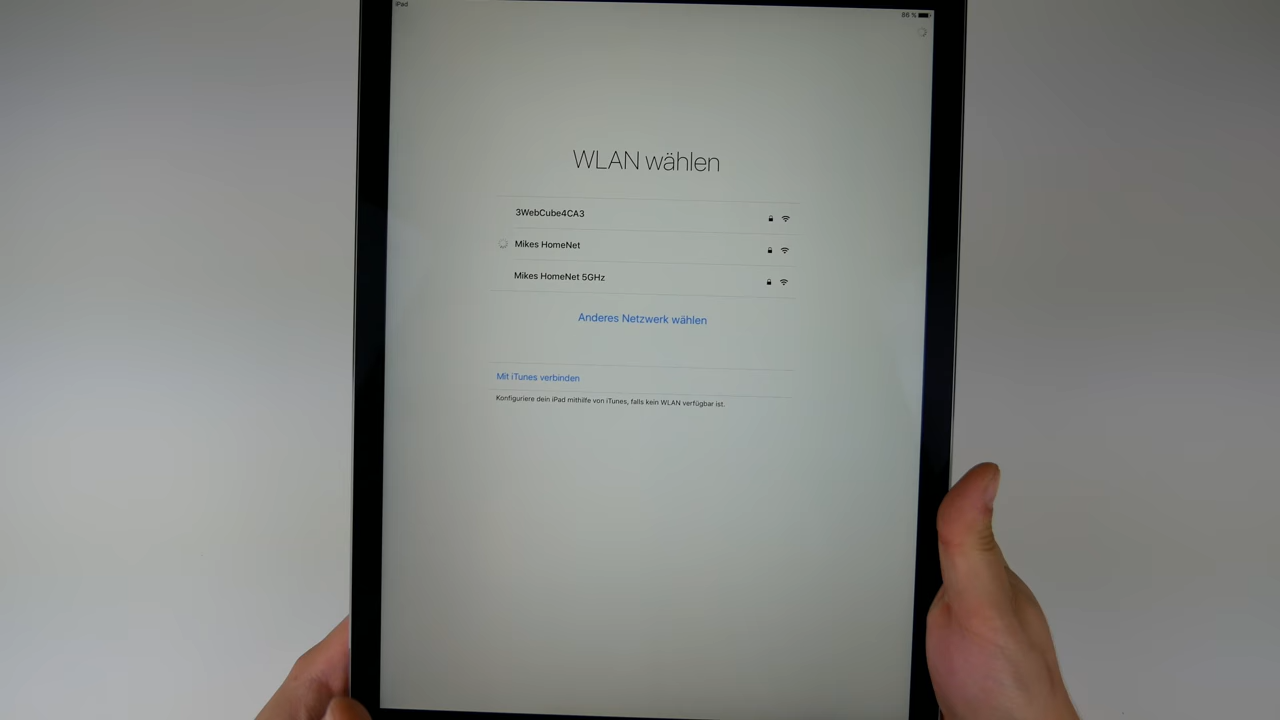 iPad
86 %
WLAN wählen
3WebCube4CA3
Mikes HomeNet
Mikes HomeNet 5GHz
Anderes Netzwerk wählen
Mit iTunes verbinden
Konfiguriere dein iPad mithilfe von iTunes, falls kein WLAN verfügbar ist.